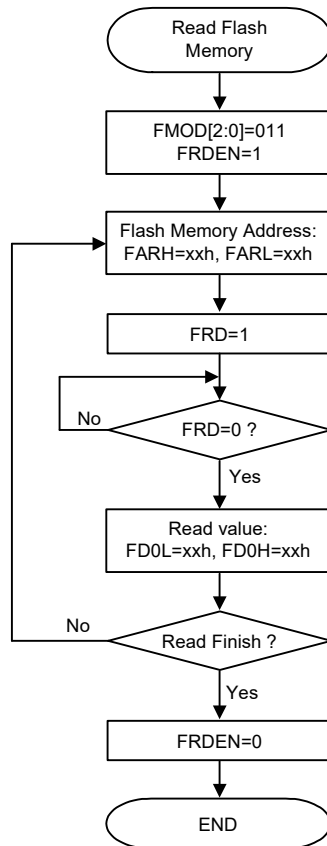 Read Flash
Memory
FMOD[2:0]=011
FRDEN=1
Flash Memory Address:
FARH=xxh, FARL=xxh
FRD=1
No
FRD=0 ?
Yes
Read value:
FD0L=xxh, FD0H=xxh
No
Read Finish ?
Yes
FRDEN=0
END